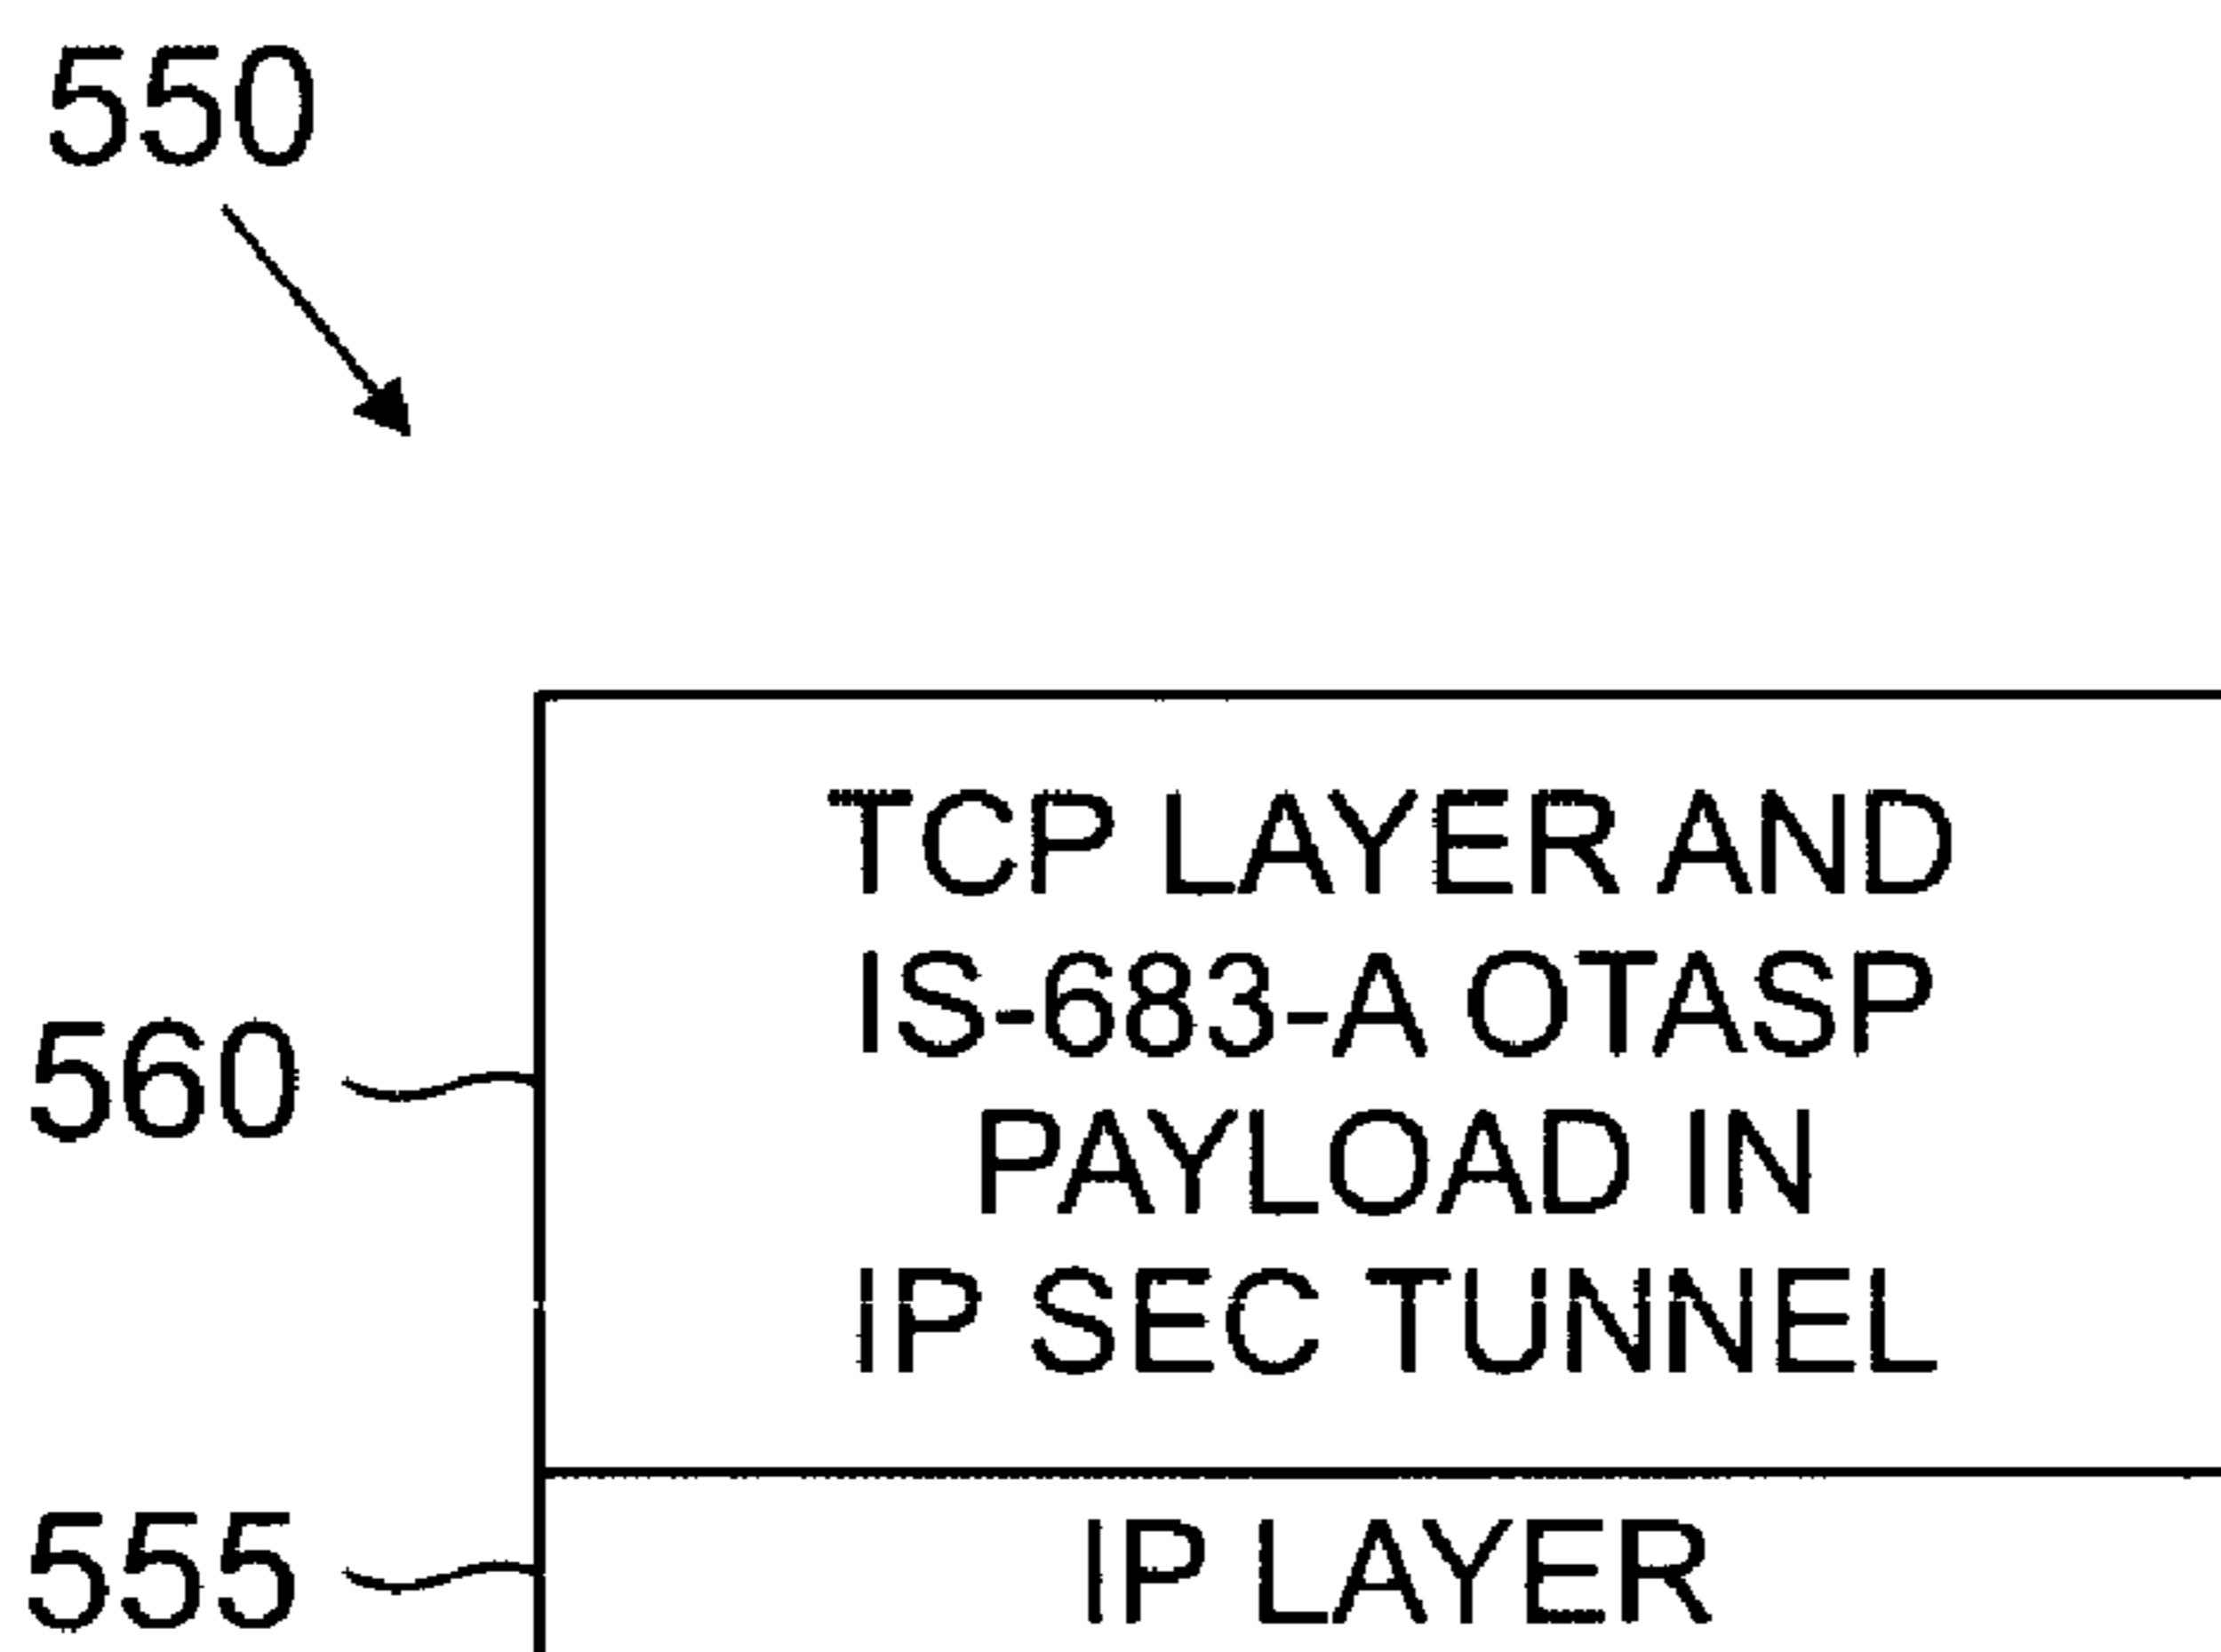 550
TCP LAYER AND
IS-683-A OTASP
560
PAYLOAD IN
IP SEC TUNNEL
555
IP LAYER